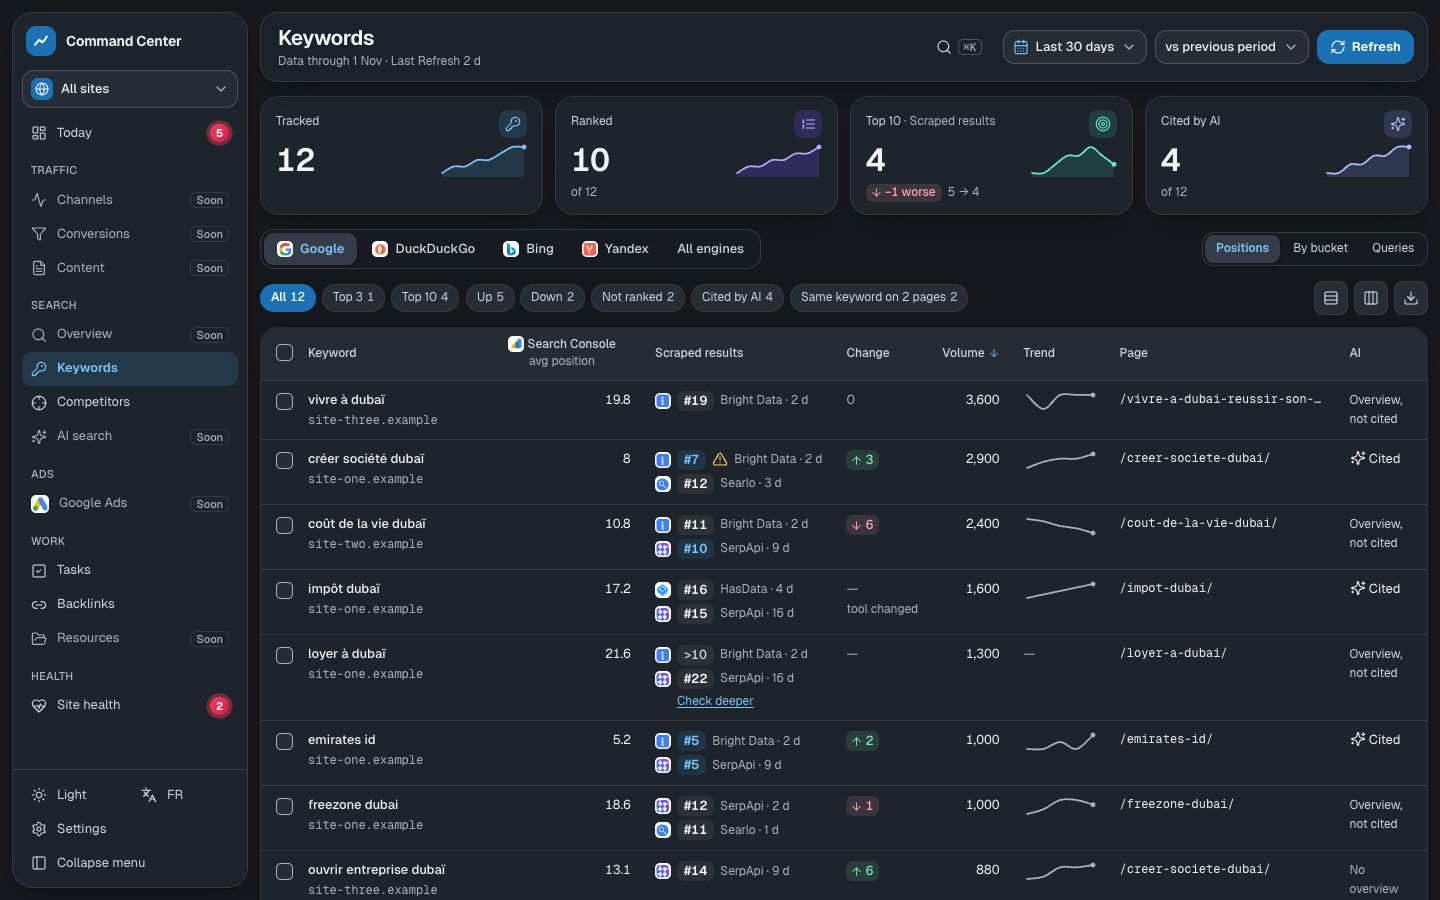 Command Center
All sites
Today 5
TRAFFIC
Channels Soon
Conversions Soon
Content Soon
SEARCH
Overview Soon
Keywords
Competitors
AI search Soon
ADS
Google Ads Soon
WORK
Tasks
Backlinks
Resources Soon
HEALTH
Site health 2
Light FR
Settings
Collapse menu
Keywords
Data through 1 Nov · Last Refresh 2 d
⌘K Last 30 days vs previous period Refresh
Tracked
12
Ranked
10
of 12
Top 10 · Scraped results
4
↓ −1 worse 5 → 4
Cited by AI
4
of 12
Google DuckDuckGo Bing Yandex All engines
Positions By bucket Queries
All 12 Top 3 1 Top 10 4 Up 5 Down 2 Not ranked 2 Cited by AI 4 Same keyword on 2 pages 2
Keyword Search Console Scraped results Change Volume ↓ Trend Page AI
avg position
vivre à dubaï 19.8 #19 Bright Data · 2 d 0 3,600 /vivre-a-dubai-reussir-son-… Overview,
site-three.example not cited
créer société dubaï 8 #7 Bright Data · 2 d ↑ 3 2,900 /creer-societe-dubai/ Cited
site-one.example #12 Searlo · 3 d
coût de la vie dubaï 10.8 #11 Bright Data · 2 d ↓ 6 2,400 /cout-de-la-vie-dubai/ Overview,
site-two.example #10 SerpApi · 9 d not cited
impôt dubaï 17.2 #16 HasData · 4 d — 1,600 /impot-dubai/ Cited
site-one.example #15 SerpApi · 16 d tool changed
loyer à dubaï 21.6 >10 Bright Data · 2 d — 1,300 — /loyer-a-dubai/ Overview,
site-one.example #22 SerpApi · 16 d not cited
Check deeper
emirates id 5.2 #5 Bright Data · 2 d ↑ 2 1,000 /emirates-id/ Cited
site-one.example #5 SerpApi · 9 d
freezone dubai 18.6 #12 SerpApi · 2 d ↓ 1 1,000 /freezone-dubai/ Overview,
site-one.example #11 Searlo · 1 d not cited
ouvrir entreprise dubaï 13.1 #14 SerpApi · 9 d ↑ 6 880 /creer-societe-dubai/ No
site-three.example overview